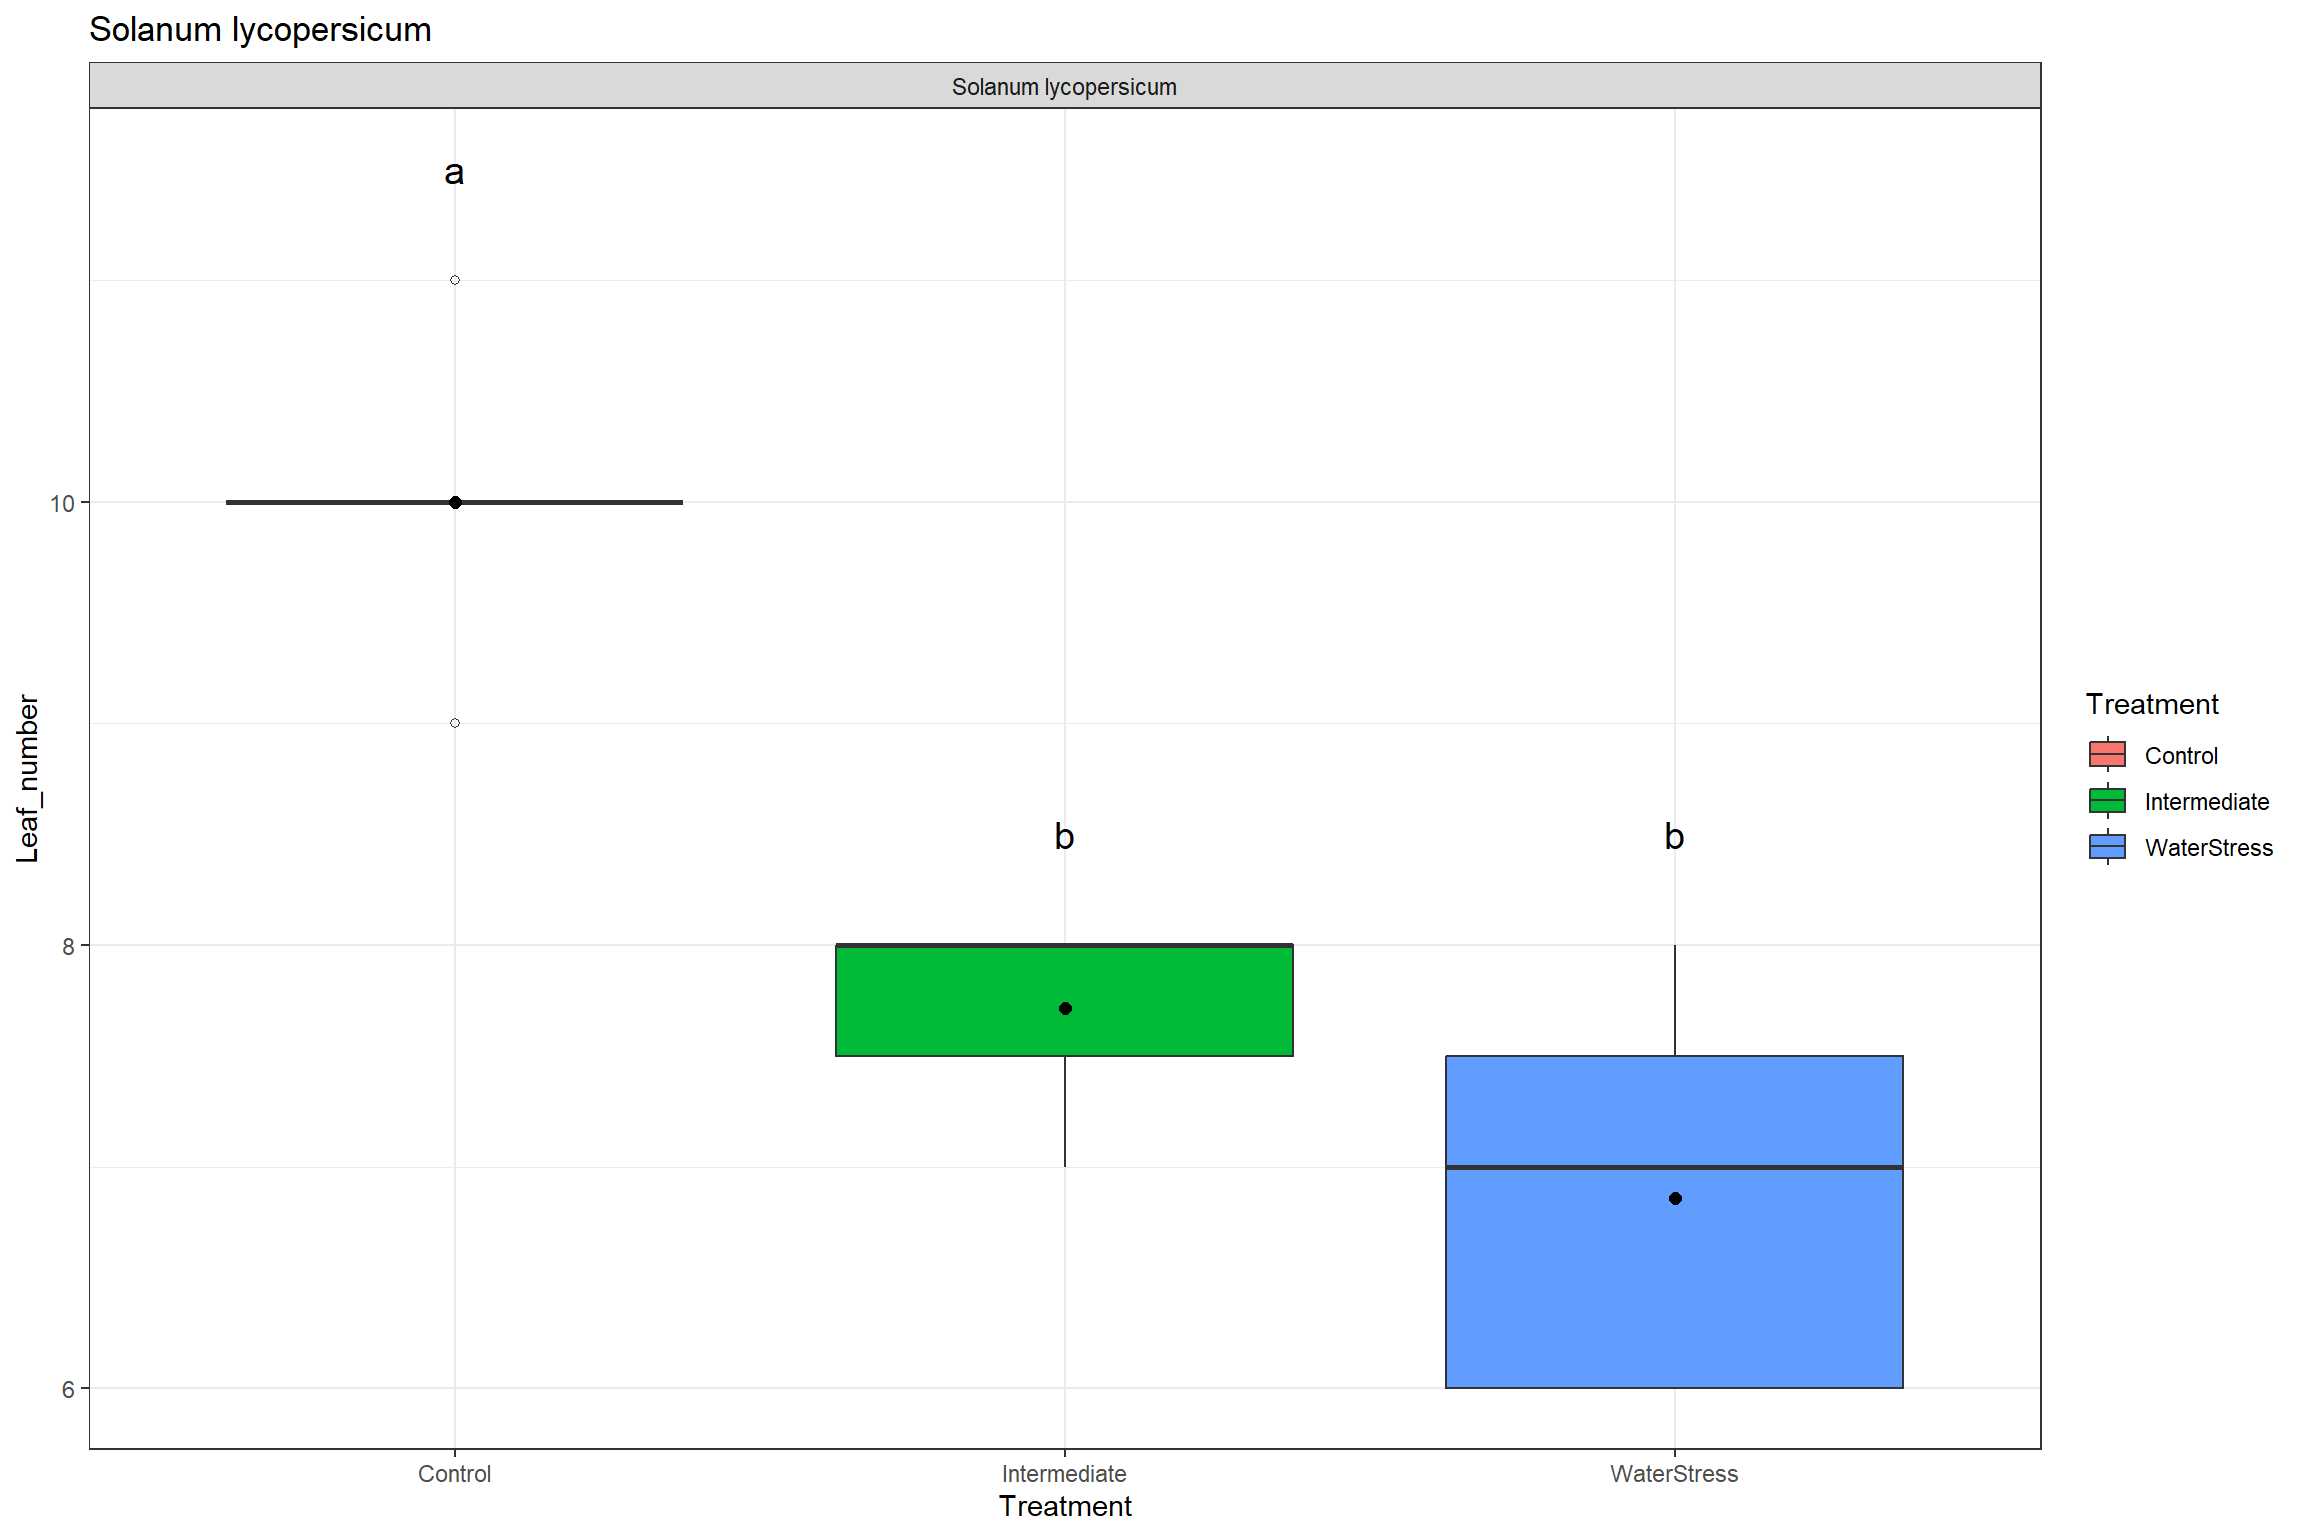 Solanum lycopersicum
Solanum lycopersicum
a
10
Leaf_number
b
b
8
6
Control
Intermediate
WaterStress
Treatment
Treatment
Control
Intermediate
WaterStress